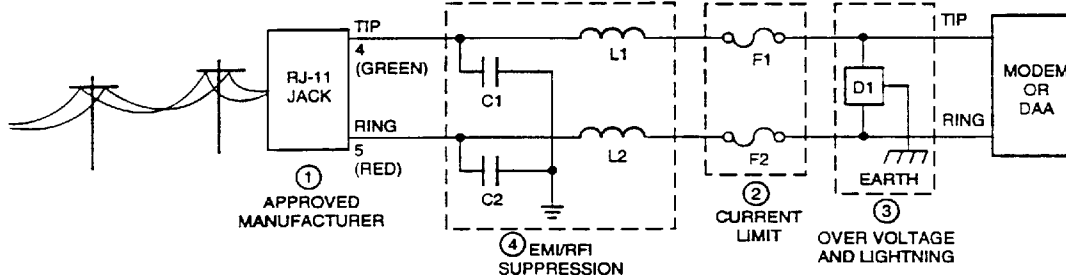 TIP
4
(GREEN)
RJ-11
JACK
RING
5
(RED)
1
APPROVED
MANUFACTURER
C1
C2
L1
L2
4 EMI/RFI
SUPPRESSION
F1
F2
2
CURRENT
LIMIT
TIP
D1
RING
EARTH
3
OVER VOLTAGE
AND LIGHTNING
MODEM
OR
DAA